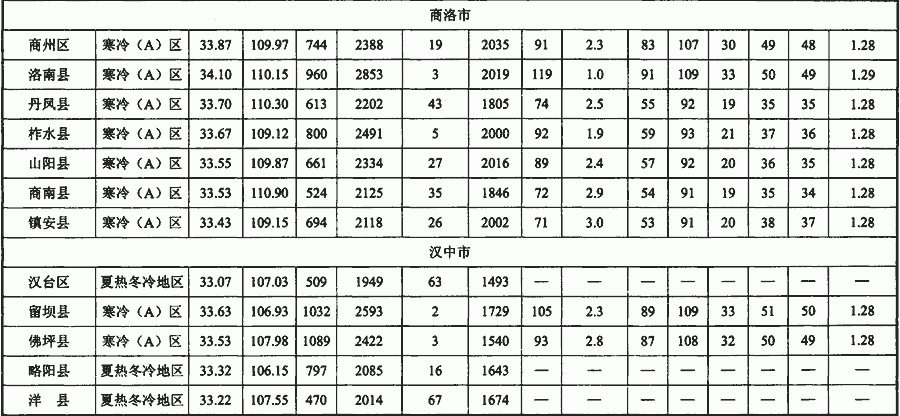 商洛市
商州区 寒冷（A）区 33.87 109.97 744 2388 19 2035 91 2.3 83 107 30 49 48 1.28
洛南县 寒冷（A）区 34.10 110.15 960 2853 3 2019 119 1.0 91 109 33 50 49 1.29
丹凤县 寒冷（A）区 33.70 110.30 613 2202 43 1805 74 2.5 55 92 19 35 35 1.28
柞水县 寒冷（A）区 33.67 109.12 800 2491 5 2000 92 1.9 59 93 21 37 36 1.28
山阳县 寒冷（A）区 33.55 109.87 661 2334 27 2016 89 2.4 57 92 20 36 35 1.28
商南县 寒冷（A）区 33.53 110.90 524 2125 35 1846 72 2.9 54 91 19 35 34 1.28
镇安县 寒冷（A）区 33.43 109.15 694 2118 26 2002 71 3.0 53 91 20 38 37 1.28
汉中市
汉台区 夏热冬冷地区 33.07 107.03 509 1949 63 1493 — — — — — — — —
留坝县 寒冷（A）区 33.63 106.93 1032 2593 2 1729 105 2.3 89 109 33 51 50 1.28
佛坪县 寒冷（A）区 33.53 107.98 1089 2422 3 1540 93 2.8 87 108 32 50 49 1.28
略阳县 夏热冬冷地区 33.32 106.15 797 2085 16 1643 — — — — — — — —
洋 县 夏热冬冷地区 33.22 107.55 470 2014 67 1674 — — — — — — — —